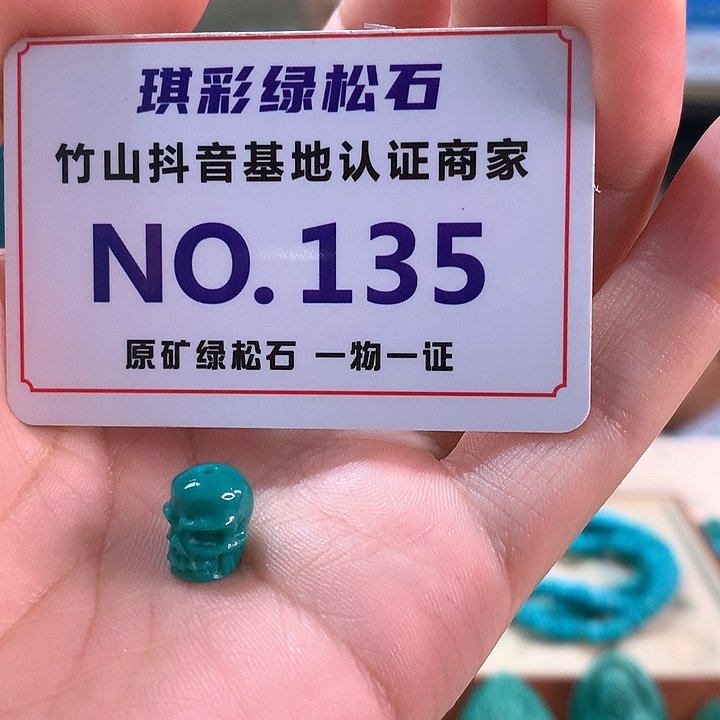 琪彩绿松石
竹山抖音基地认证商家
NO.135
原矿绿松石 一物一证